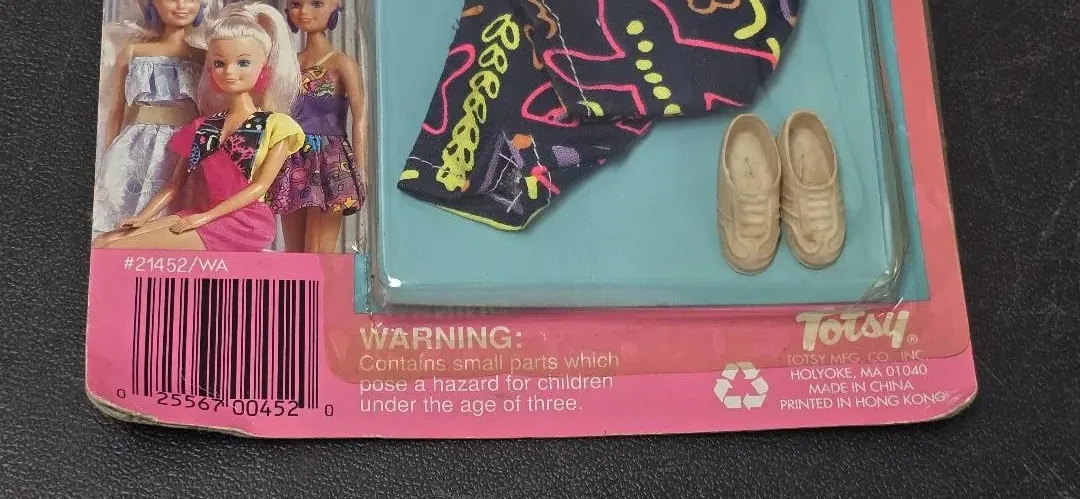 #21452/WA
0 25567 00452 0
WARNING:
Contains small parts which
pose a hazard for children
under the age of three.
Totsy®
TOTSY MFG. CO., INC.
HOLYOKE, MA 01040
MADE IN CHINA
PRINTED IN HONG KONG